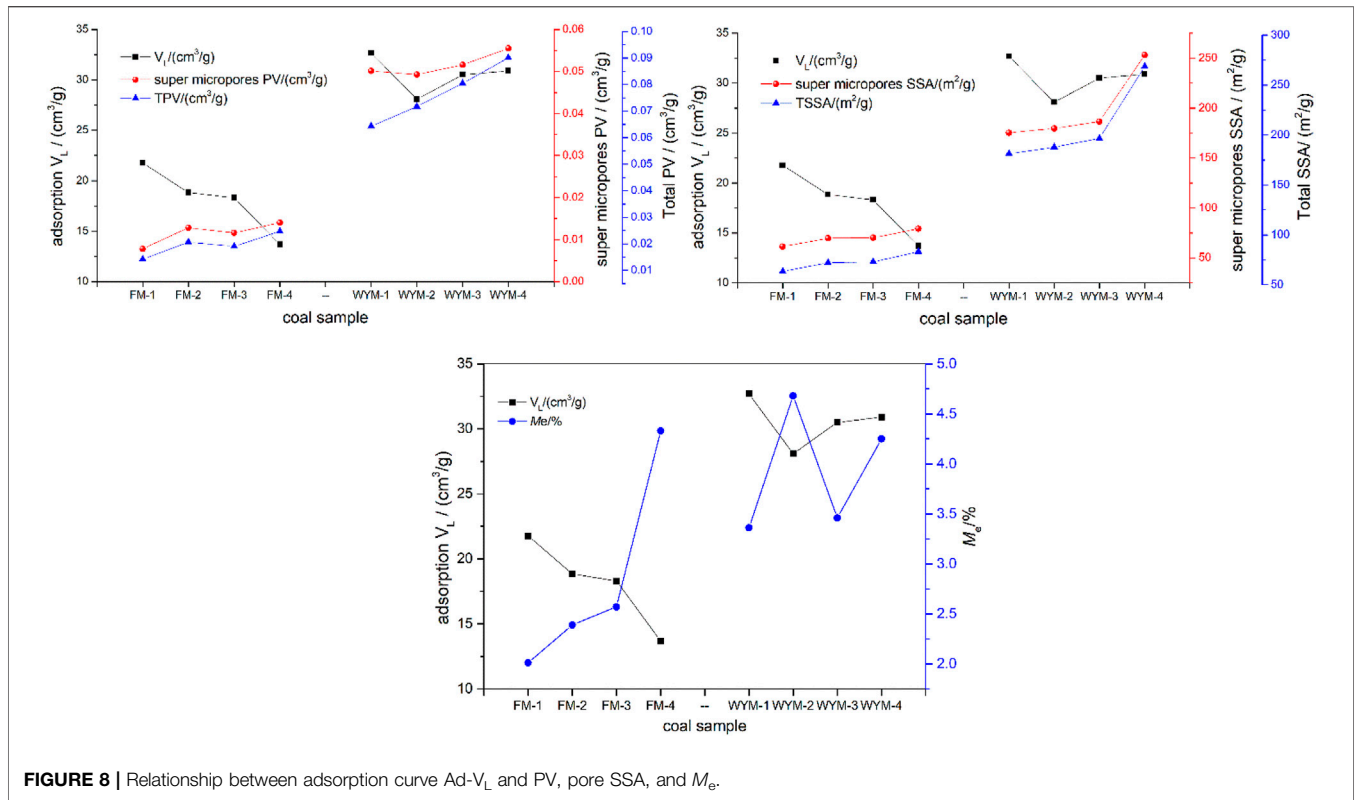 35
30
25
20
15
10
adsorption V_L / (cm³/g)
V_L/(cm³/g)
super micropores PV/(cm³/g)
TPV/(cm³/g)
FM-1 FM-2 FM-3 FM-4 -- WYM-1 WYM-2 WYM-3 WYM-4
coal sample
0.06
0.05
0.04
0.03
0.02
0.01
0.00
super micropores PV / (cm³/g)
0.10
0.09
0.08
0.07
0.06
0.05
0.04
0.03
0.02
0.01
Total PV / (cm³/g)
35
30
25
20
15
10
adsorption V_L / (cm³/g)
V_L/(cm³/g)
super micropores SSA/(m²/g)
TSSA/(m²/g)
FM-1 FM-2 FM-3 FM-4 -- WYM-1 WYM-2 WYM-3 WYM-4
coal sample
250
200
150
100
50
super micropores SSA / (m²/g)
300
250
200
150
100
50
Total SSA/ (m²/g)
35
30
25
20
15
10
adsorption V_L / (cm³/g)
V_L/(cm³/g)
Me/%
FM-1 FM-2 FM-3 FM-4 -- WYM-1 WYM-2 WYM-3 WYM-4
coal sample
5.0
4.5
4.0
3.5
3.0
2.5
2.0
M_e/%
FIGURE 8 | Relationship between adsorption curve Ad-V_L and PV, pore SSA, and M_e.